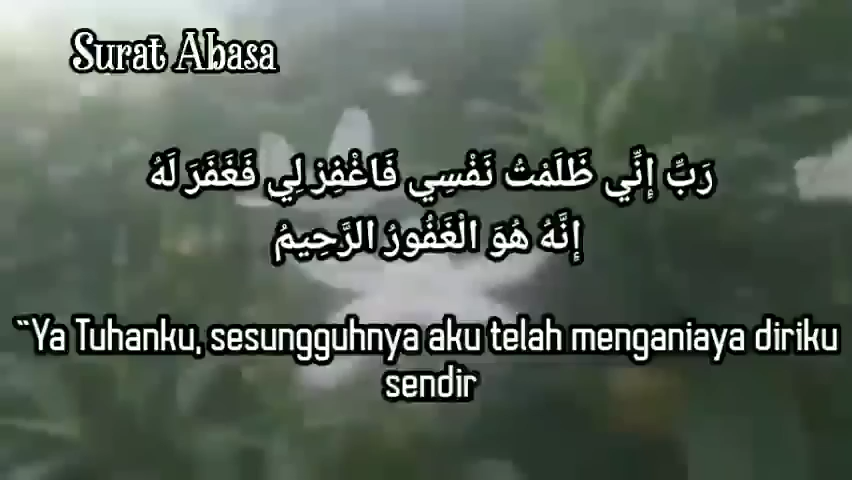 Surat Abasa
رَبِّ إِنِّي ظَلَمْتُ نَفْسِي فَاغْفِرْ لِي فَغَفَرَ لَهُ
إِنَّهُ هُوَ الْغَفُورُ الرَّحِيمُ
"Ya Tuhanku, sesungguhnya aku telah menganiaya diriku
sendir